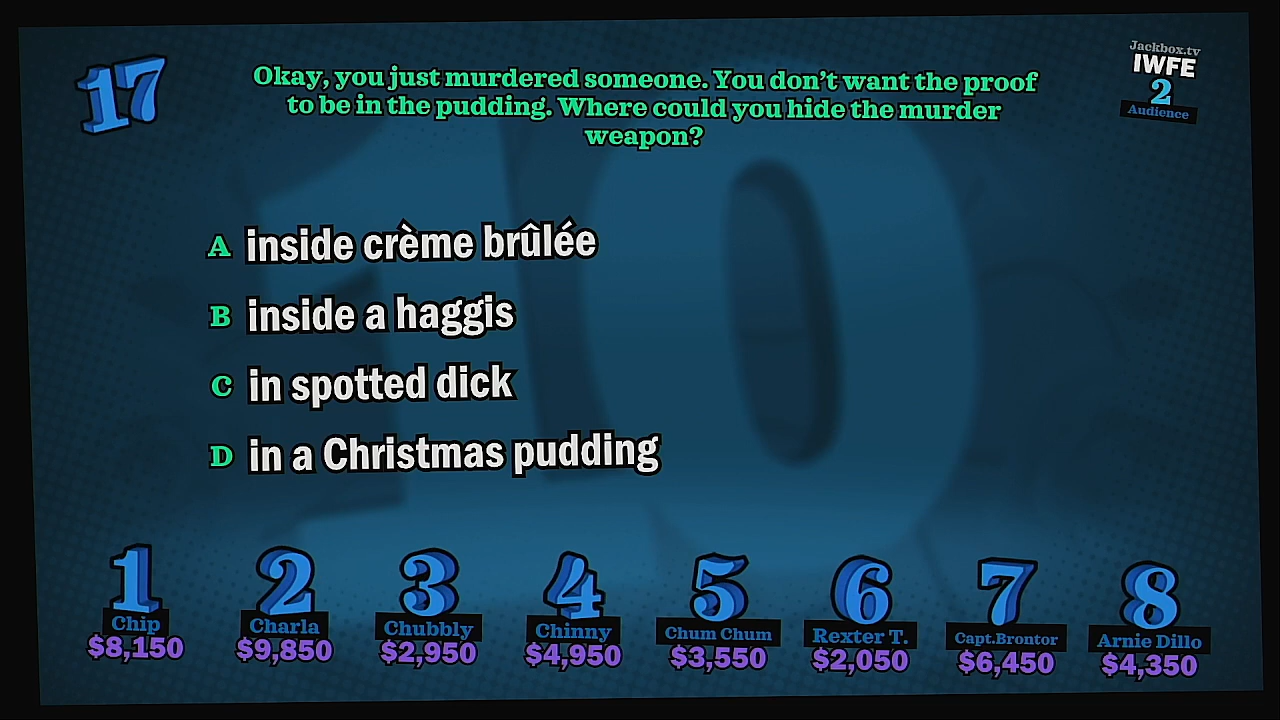 17
Okay, you just murdered someone. You don't want the proof
to be in the pudding. Where could you hide the murder
weapon?
Jackbox.tv
IWFE
2
Audience
A inside crème brûlée
B inside a haggis
C in spotted dick
D in a Christmas pudding
10
1 2 3 4 5 6 7 8
Chip Charla Chubbly Chinny Chum Chum Rexter T. Capt.Brontor Arnie Dillo
$8,150 $9,850 $2,950 $4,950 $3,550 $2,050 $6,450 $4,350